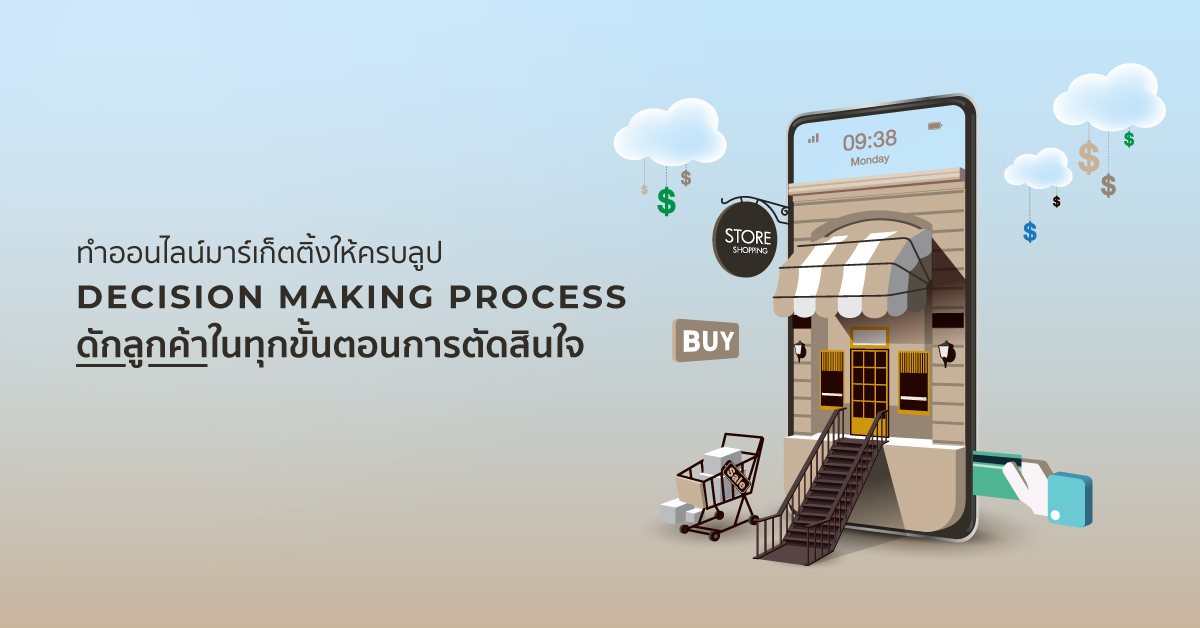 ทำออนไลน์มาร์เก็ตติ้งให้ครบลูป
DECISION MAKING PROCESS
ดักลูกค้าในทุกขั้นตอนการตัดสินใจ
09:38
Monday
STORE
SHOPPING
BUY
Sale
$
$
$
$
$
$
$
$